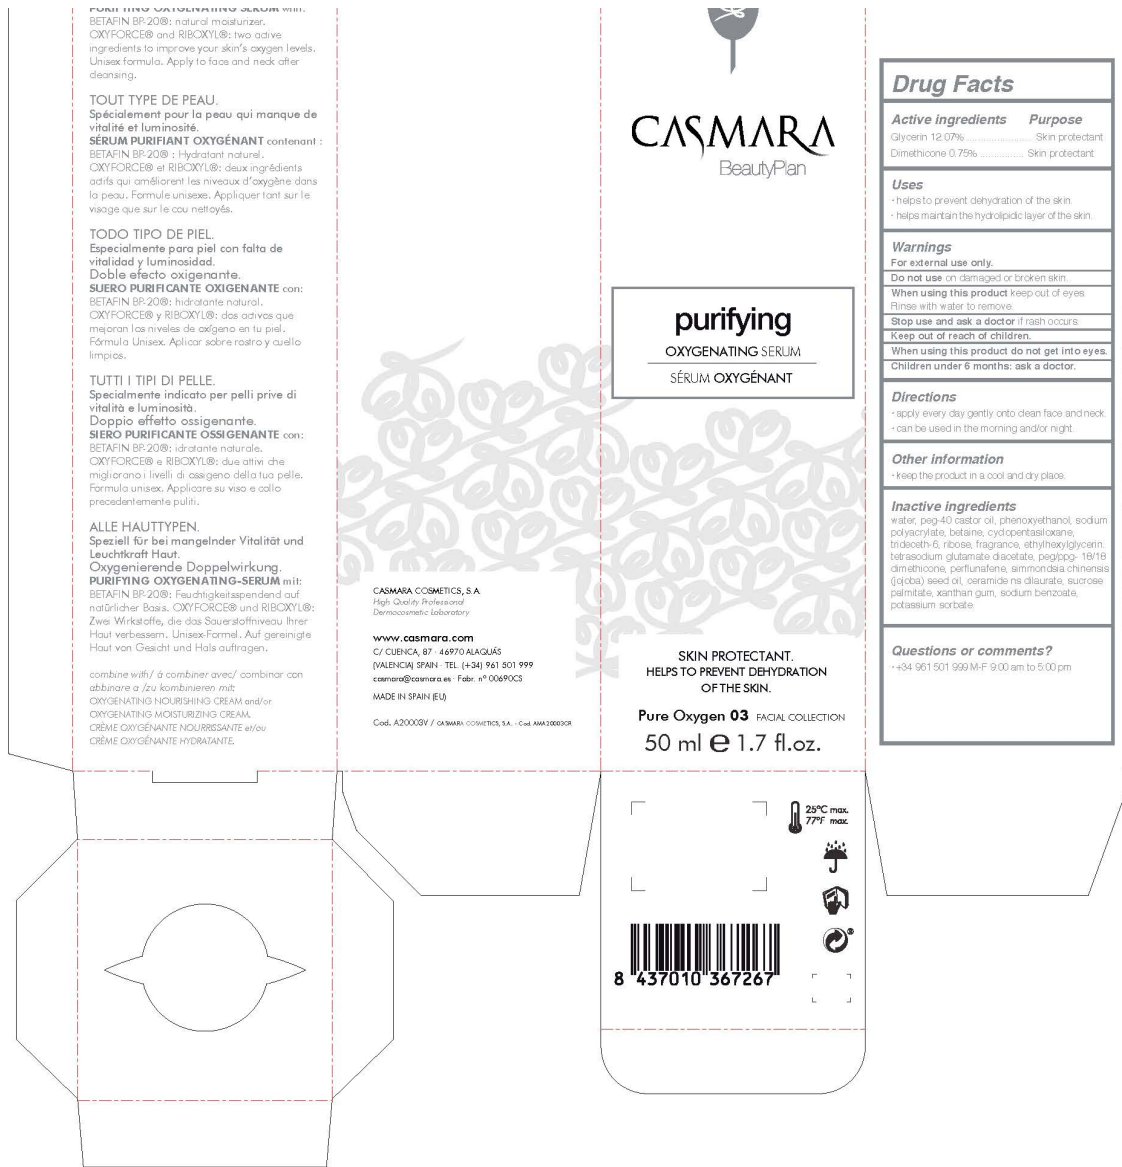 PURIFYING OXYGENATING SERUM with:
BETAFIN BP-20®: natural moisturizer.
OXYFORCE® and RIBOXYL®: two active
ingredients to improve your skin's oxygen levels.
Unisex formula. Apply to face and neck after
cleansing.
TOUT TYPE DE PEAU.
Spécialement pour la peau qui manque de
vitalité et luminosité.
SÉRUM PURIFIANT OXYGÉNANT contenant :
BETAFIN BP-20® : Hydratant naturel.
OXYFORCE® et RIBOXYL®: deux ingrédients
actifs qui améliorent les niveaux d'oxygène dans
la peau. Formule unisexe. Appliquer tant sur le
visage que sur le cou nettoyés.
TODO TIPO DE PIEL.
Especialmente para piel con falta de
vitalidad y luminosidad.
Doble efecto oxigenante.
SUERO PURIFICANTE OXIGENANTE con:
BETAFIN BP-20®: hidratante natural.
OXYFORCE® y RIBOXYL®: dos activos que
mejoran los niveles de oxígeno en tu piel.
Fórmula Unisex. Aplicar sobre rostro y cuello
limpios.
TUTTI I TIPI DI PELLE.
Specialmente indicato per pelli prive di
vitalità e luminosità.
Doppio effetto ossigenante.
SIERO PURIFICANTE OSSIGENANTE con:
BETAFIN BP-20®: idratante naturale.
OXYFORCE® e RIBOXYL®: due attivi che
migliorano i livelli di ossigeno della tua pelle.
Formula unisex. Applicare su viso e collo
precedentemente puliti.
ALLE HAUTTYPEN.
Speziell für bei mangelnder Vitalität und
Leuchtkraft Haut.
Oxygenierende Doppelwirkung.
PURIFYING OXYGENATING-SERUM mit:
BETAFIN BP-20®: Feuchtigkeitsspendend auf
natürlicher Basis. OXYFORCE® und RIBOXYL®:
Zwei Wirkstoffe, die das Sauerstoffniveau Ihrer
Haut verbessern. Unisex-Formel. Auf gereinigte
Haut von Gesicht und Hals auftragen.
combine with/ à combiner avec/ combinar con
abbinare a /zu kombinieren mit:
OXYGENATING NOURISHING CREAM and/or
OXYGENATING MOISTURIZING CREAM.
CRÈME OXYGÉNANTE NOURRISSANTE et/ou
CRÈME OXYGÉNANTE HYDRATANTE.
CASMARA COSMETICS, S.A.
High Quality Professional
Dermocosmetic Laboratory
www.casmara.com
C/ CUENCA, 87 · 46970 ALAQUÁS
(VALENCIA) SPAIN · TEL. (+34) 961 501 999
casmara@casmara.es · Fabr. nº 00690CS
MADE IN SPAIN (EU)
Cod. A20003V / CASMARA COSMETICS, S.A. - Cod. AMA20003CR
CASMARA
BeautyPlan
purifying
OXYGENATING SERUM
SÉRUM OXYGÉNANT
SKIN PROTECTANT.
HELPS TO PREVENT DEHYDRATION
OF THE SKIN.
Pure Oxygen 03 FACIAL COLLECTION
50 ml e 1.7 fl.oz.
25ºC max.
77ºF max.
®
8 437010 367267
Drug Facts
Active ingredients Purpose
Glycerin 12.07% ........................ Skin protectant
Dimethicone 0.75% ................ Skin protectant
Uses
· helps to prevent dehydration of the skin.
· helps maintain the hydrolipidic layer of the skin.
Warnings
For external use only.
Do not use on damaged or broken skin.
When using this product keep out of eyes.
Rinse with water to remove.
Stop use and ask a doctor if rash occurs.
Keep out of reach of children.
When using this product do not get into eyes.
Children under 6 months: ask a doctor.
Directions
· apply every day gently onto clean face and neck.
· can be used in the morning and/or night.
Other information
· keep the product in a cool and dry place.
Inactive ingredients
water, peg-40 castor oil, phenoxyethanol, sodium
polyacrylate, betaine, cyclopentasiloxane,
trideceth-6, ribose, fragrance, ethylhexylglycerin.
tetrasodium glutamate diacetate, peg/ppg- 18/18
dimethicone, perflunafene, simmondsia chinensis
(jojoba) seed oil, ceramide ns dilaurate, sucrose
palmitate, xanthan gum, sodium benzoate,
potassium sorbate.
Questions or comments?
· +34 961 501 999 M-F 9:00 am to 5:00 pm